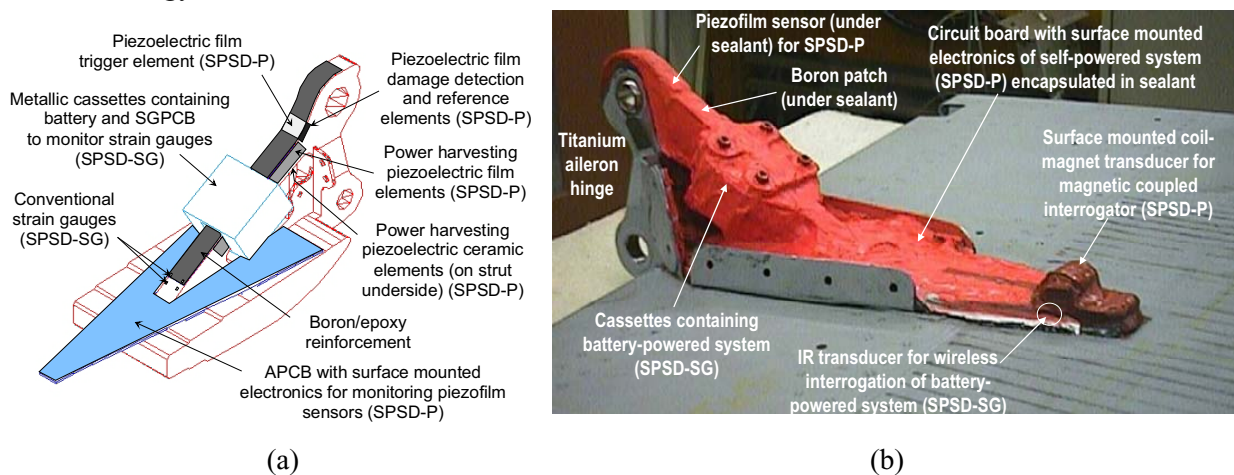 Piezoelectric film
trigger element (SPSD-P)
Metallic cassettes containing
battery and SGPCB
to monitor strain gauges
(SPSD-SG)
Conventional
strain gauges
(SPSD-SG)
Piezoelectric film
damage detection
and reference
elements (SPSD-P)
Power harvesting
piezoelectric film
elements (SPSD-P)
Power harvesting
piezoelectric ceramic
elements (on strut
underside) (SPSD-P)
Boron/epoxy
reinforcement
APCB with surface mounted
electronics for monitoring piezofilm
sensors (SPSD-P)
(a)
Piezofilm sensor (under
sealant) for SPSD-P
Boron patch
(under sealant)
Titanium
aileron
hinge
Circuit board with surface mounted
electronics of self-powered system
(SPSD-P) encapsulated in sealant
Surface mounted coil-
magnet transducer for
magnetic coupled
interrogator (SPSD-P)
Cassettes containing
battery-powered system
(SPSD-SG)
IR transducer for wireless
interrogation of battery-
powered system (SPSD-SG)
(b)